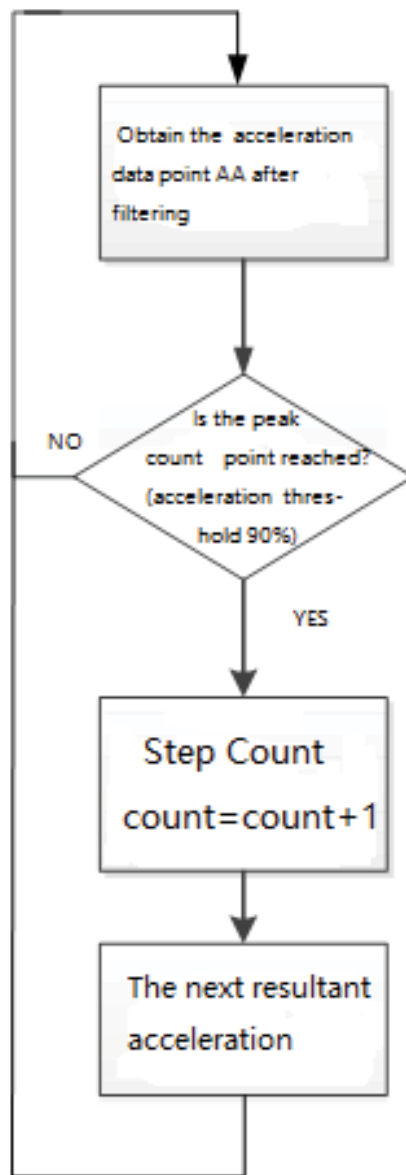 Obtain the acceleration
data point AA after
filtering
Is the peak
count point reached?
(acceleration thres-
hold 90%)
NO
YES
Step Count
count=count+1
The next resultant
acceleration